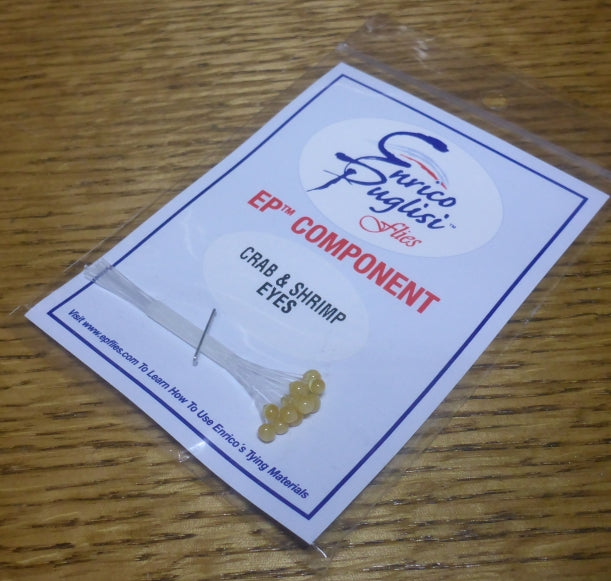 Enrico
Puglisi™
Flies
EP™ COMPONENT
CRAB & SHRIMP
EYES
Visit www.epflies.com To Learn How To Use Enrico's Tying Materials